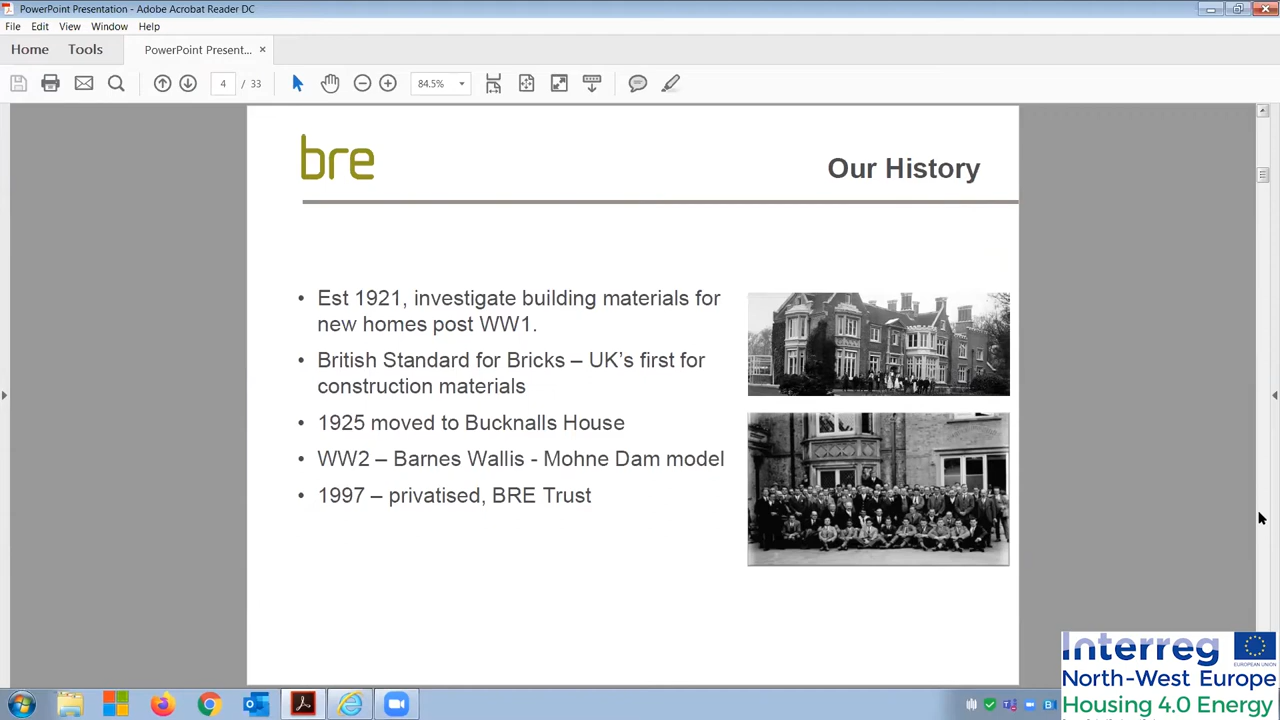 PowerPoint Presentation - Adobe Acrobat Reader DC
File Edit View Window Help
Home Tools PowerPoint Present... ×
4 / 33 84.5%
bre
Our History
• Est 1921, investigate building materials for
new homes post WW1.
• British Standard for Bricks – UK’s first for
construction materials
• 1925 moved to Bucknalls House
• WW2 – Barnes Wallis - Mohne Dam model
• 1997 – privatised, BRE Trust
Interreg
EUROPEAN UNION
North-West Europe
Housing 4.0 Energy